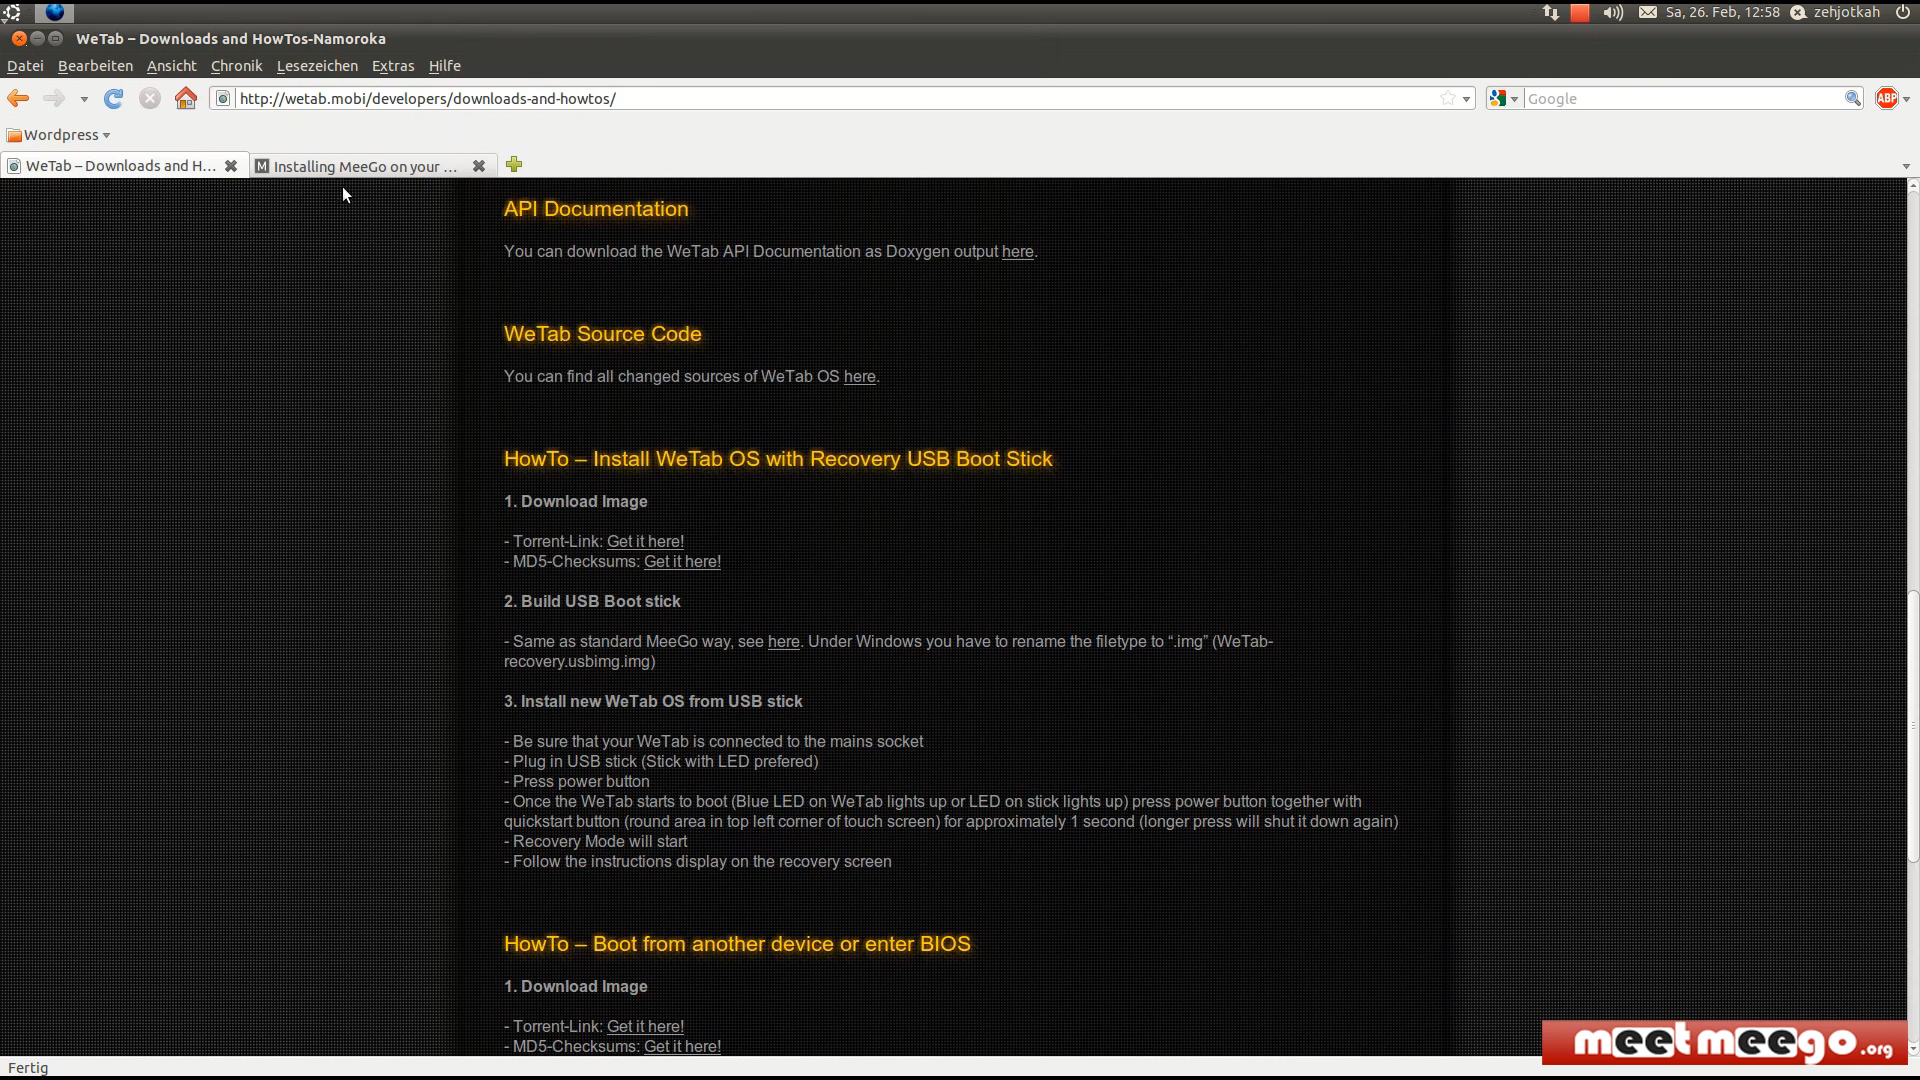 Sa, 26. Feb, 12:58 zehjotkah
WeTab – Downloads and HowTos-Namoroka
Datei Bearbeiten Ansicht Chronik Lesezeichen Extras Hilfe
http://wetab.mobi/developers/downloads-and-howtos/ Google ABP
Wordpress
WeTab – Downloads and H... M Installing MeeGo on your ...
API Documentation
You can download the WeTab API Documentation as Doxygen output here.
WeTab Source Code
You can find all changed sources of WeTab OS here.
HowTo – Install WeTab OS with Recovery USB Boot Stick
1. Download Image
- Torrent-Link: Get it here!
- MD5-Checksums: Get it here!
2. Build USB Boot stick
- Same as standard MeeGo way, see here. Under Windows you have to rename the filetype to “.img” (WeTab-
recovery.usbimg.img)
3. Install new WeTab OS from USB stick
- Be sure that your WeTab is connected to the mains socket
- Plug in USB stick (Stick with LED prefered)
- Press power button
- Once the WeTab starts to boot (Blue LED on WeTab lights up or LED on stick lights up) press power button together with
quickstart button (round area in top left corner of touch screen) for approximately 1 second (longer press will shut it down again)
- Recovery Mode will start
- Follow the instructions display on the recovery screen
HowTo – Boot from another device or enter BIOS
1. Download Image
- Torrent-Link: Get it here!
- MD5-Checksums: Get it here!
meetmeego.org
Fertig